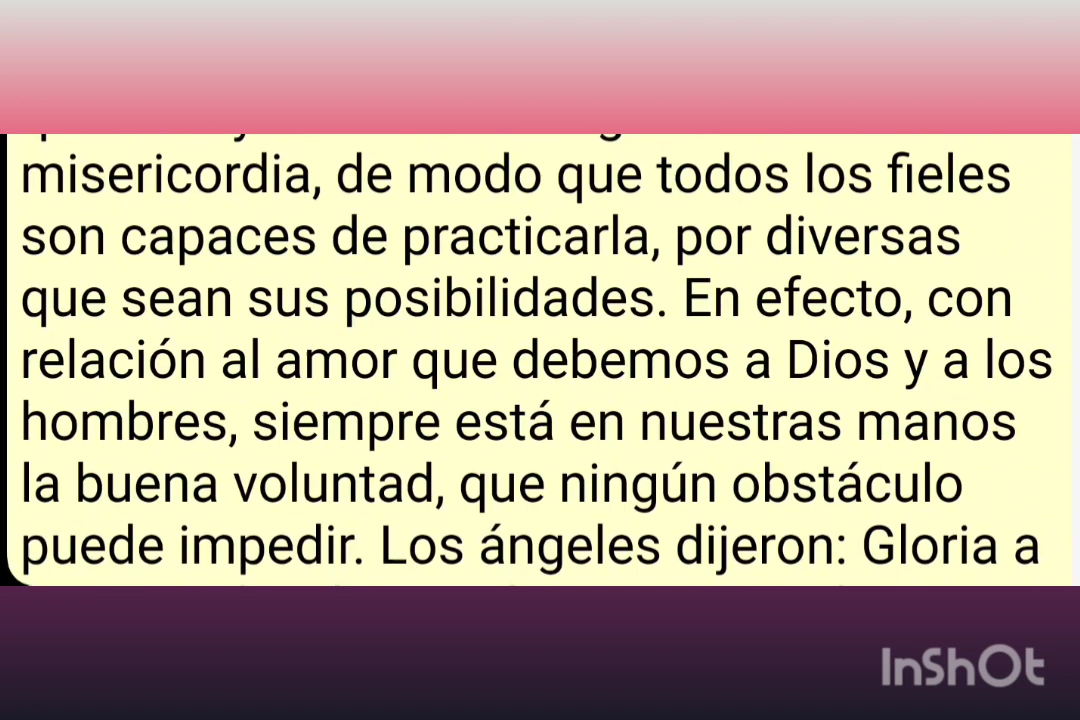 misericordia, de modo que todos los fieles
son capaces de practicarla, por diversas
que sean sus posibilidades. En efecto, con
relación al amor que debemos a Dios y a los
hombres, siempre está en nuestras manos
la buena voluntad, que ningún obstáculo
puede impedir. Los ángeles dijeron: Gloria a
InShOt